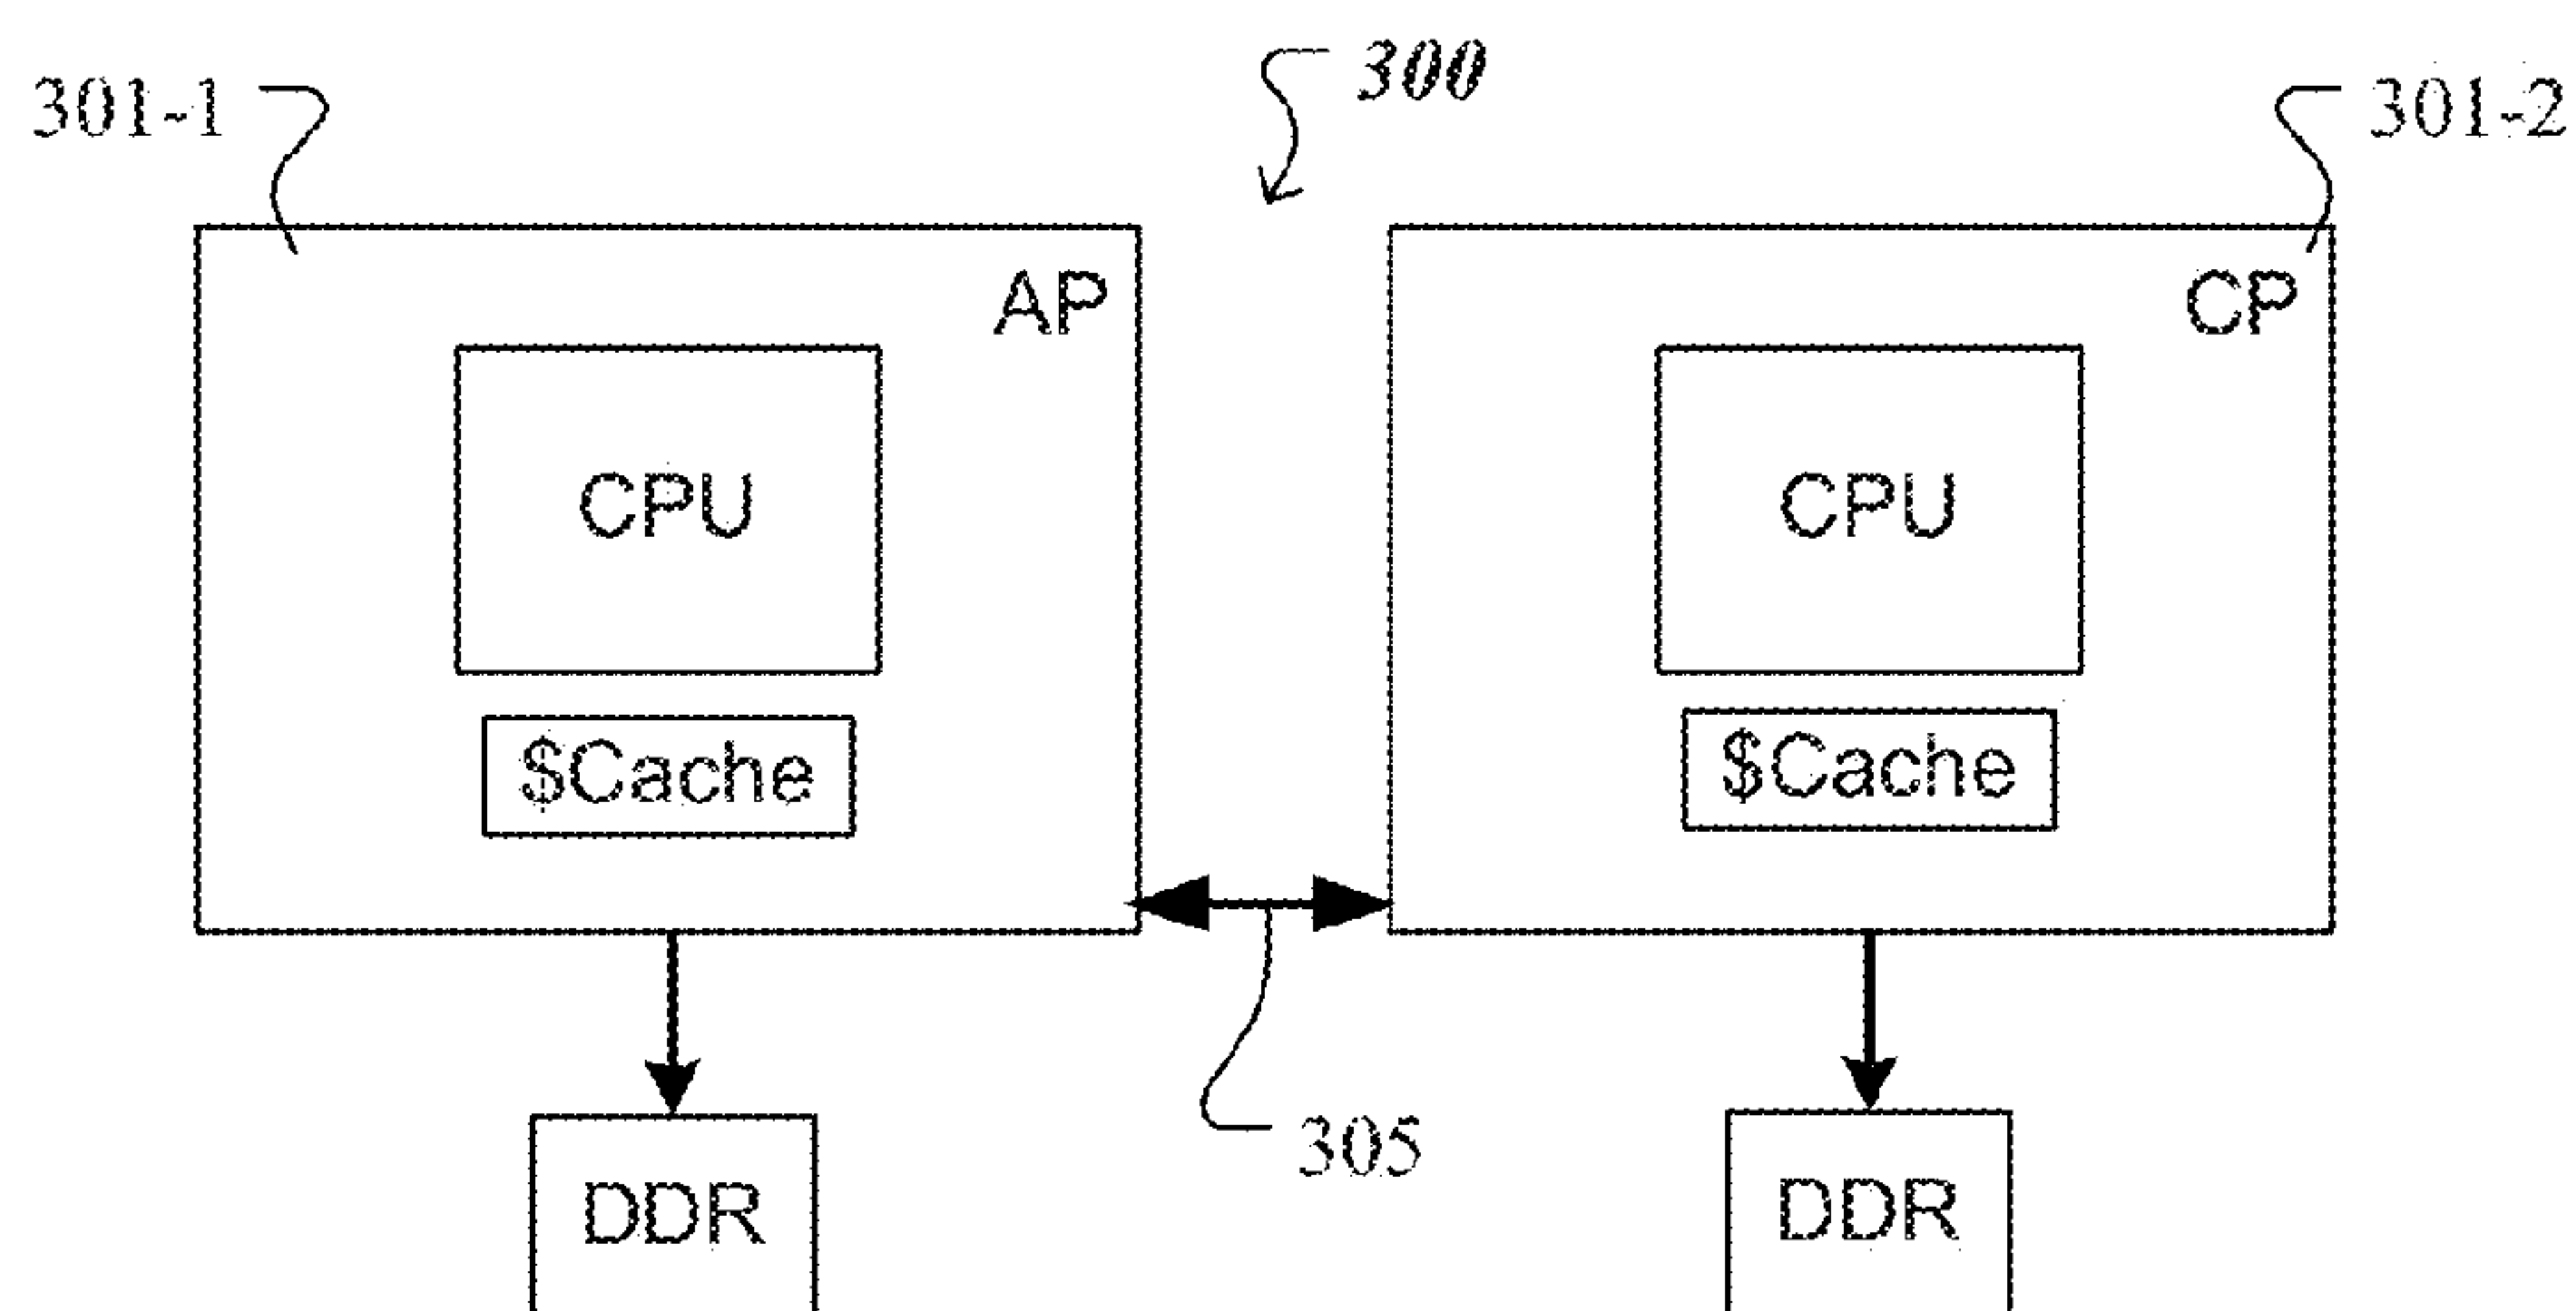 300
301-1
301-2
AP
CP
CPU
CPU
$Cache
$Cache
305
DDR
DDR